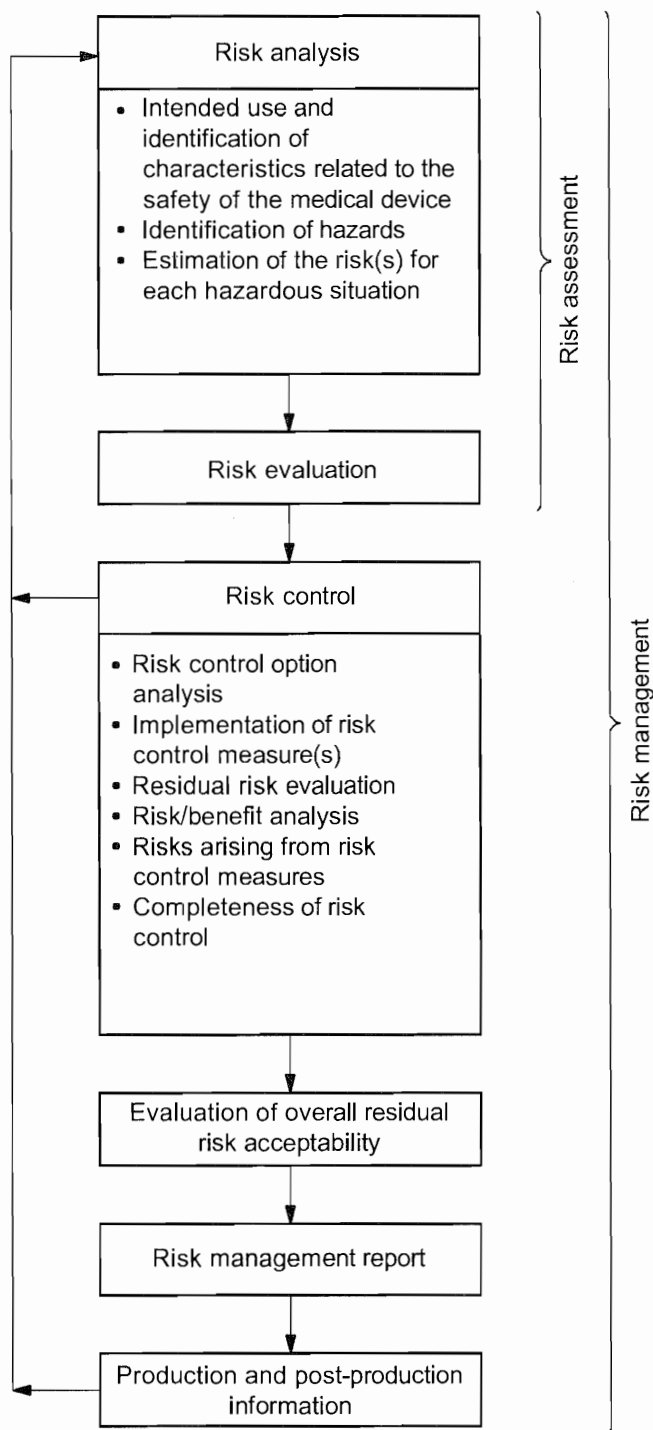 Risk analysis
• Intended use and
identification of
characteristics related to the
safety of the medical device
• Identification of hazards
• Estimation of the risk(s) for
each hazardous situation
Risk evaluation
Risk assessment
Risk control
• Risk control option
analysis
• Implementation of risk
control measure(s)
• Residual risk evaluation
• Risk/benefit analysis
• Risks arising from risk
control measures
• Completeness of risk
control
Evaluation of overall residual
risk acceptability
Risk management report
Production and post-production
information
Risk management